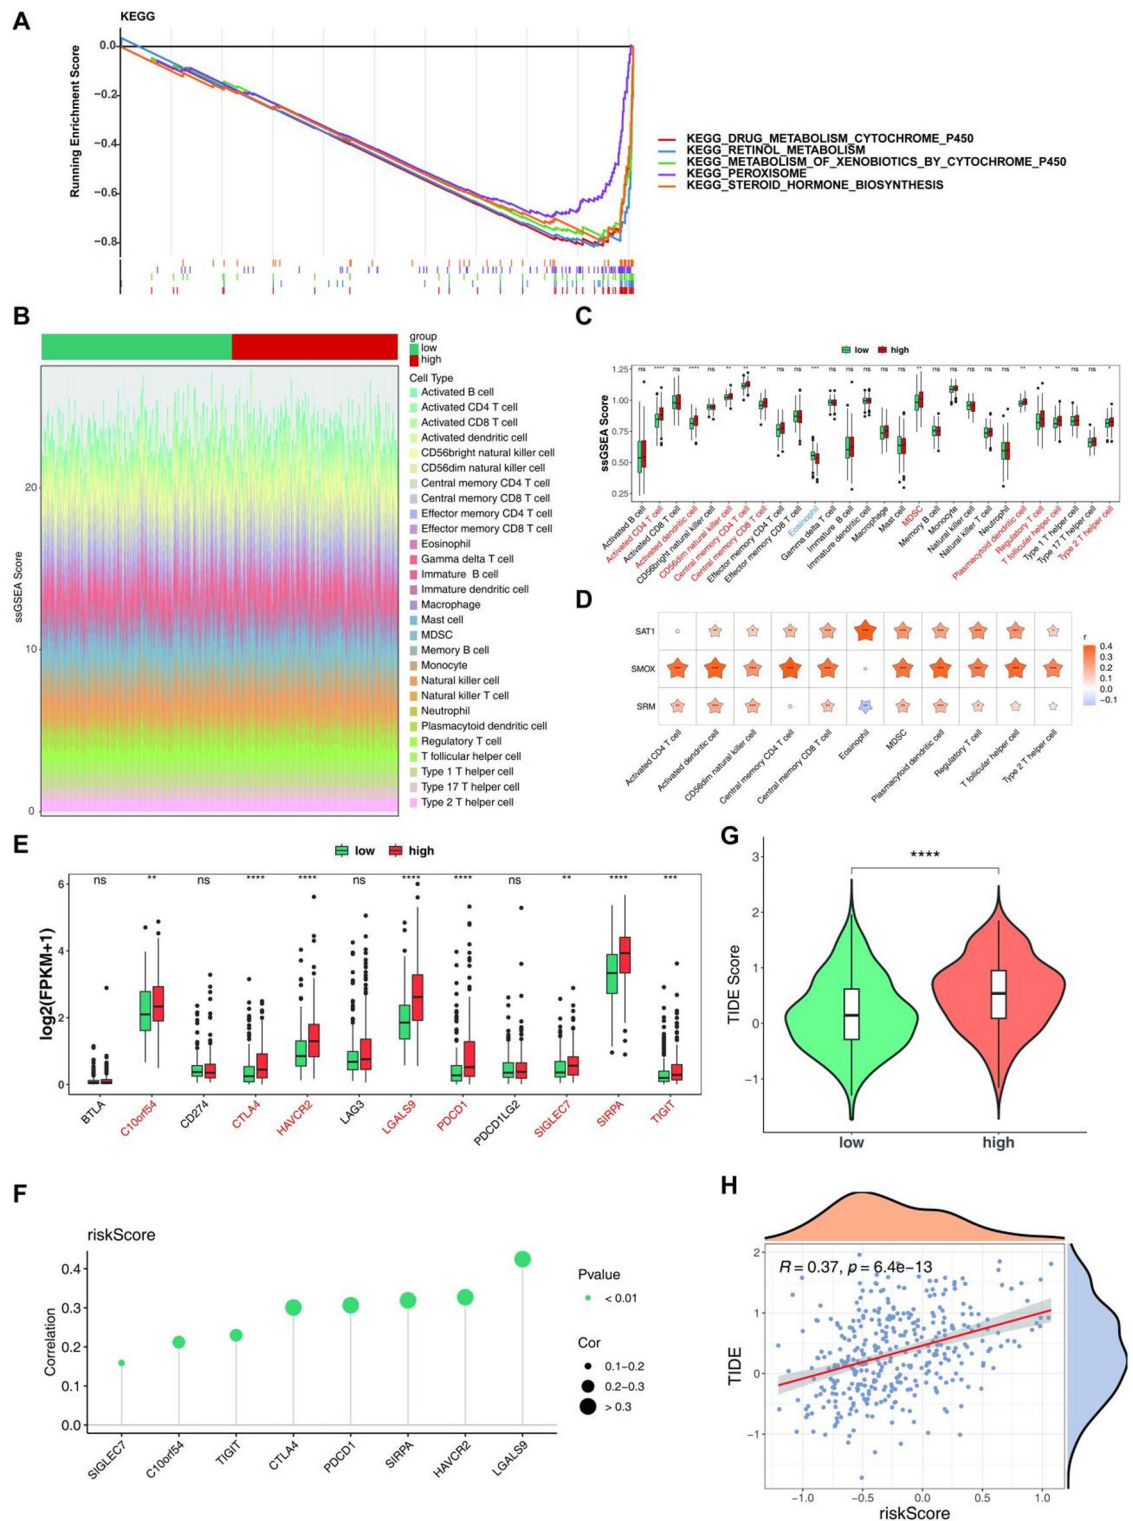 A
KEGG
Running Enrichment Score
0.0
−0.2
−0.4
−0.6
−0.8
KEGG_DRUG_METABOLISM_CYTOCHROME_P450
KEGG_RETINOL_METABOLISM
KEGG_METABOLISM_OF_XENOBIOTICS_BY_CYTOCHROME_P450
KEGG_PEROXISOME
KEGG_STEROID_HORMONE_BIOSYNTHESIS
B
ssGSEA Score
20
10
0
group
low
high
Cell Type
Activated B cell
Activated CD4 T cell
Activated CD8 T cell
Activated dendritic cell
CD56bright natural killer cell
CD56dim natural killer cell
Central memory CD4 T cell
Central memory CD8 T cell
Effector memory CD4 T cell
Effector memory CD8 T cell
Eosinophil
Gamma delta T cell
Immature B cell
Immature dendritic cell
Macrophage
Mast cell
MDSC
Memory B cell
Monocyte
Natural killer cell
Natural killer T cell
Neutrophil
Plasmacytoid dendritic cell
Regulatory T cell
T follicular helper cell
Type 1 T helper cell
Type 17 T helper cell
Type 2 T helper cell
C
low high
ssGSEA Score
1.25
1.00
0.75
0.50
0.25
ns **** ns **** ns ** ** ** ns ns *** ns ns ns ns ns ** ns ns ns ns ns ** * ** ns ns *
Activated B cell
Activated CD4 T cell
Activated CD8 T cell
Activated dendritic cell
CD56bright natural killer cell
CD56dim natural killer cell
Central memory CD4 T cell
Central memory CD8 T cell
Effector memory CD4 T cell
Effector memory CD8 T cell
Eosinophil
Gamma delta T cell
Immature B cell
Immature dendritic cell
Macrophage
Mast cell
MDSC
Memory B cell
Monocyte
Natural killer cell
Natural killer T cell
Neutrophil
Plasmacytoid dendritic cell
Regulatory T cell
T follicular helper cell
Type 1 T helper cell
Type 17 T helper cell
Type 2 T helper cell
D
SAT1
SMOX
SRM
Activated CD4 T cell
Activated dendritic cell
CD56dim natural killer cell
Central memory CD4 T cell
Central memory CD8 T cell
Eosinophil
MDSC
Plasmacytoid dendritic cell
Regulatory T cell
T follicular helper cell
Type 2 T helper cell
r
0.4
0.3
0.2
0.1
0.0
−0.1
E
low high
log2(FPKM+1)
6
4
2
0
ns ** ns **** **** ns **** **** ns ** **** ***
BTLA
C10orf54
CD274
CTLA4
HAVCR2
LAG3
LGALS9
PDCD1
PDCD1LG2
SIGLEC7
SIRPA
TIGIT
F
riskScore
Correlation
0.4
0.3
0.2
0.1
0.0
SIGLEC7
C10orf54
TIGIT
CTLA4
PDCD1
SIRPA
HAVCR2
LGALS9
Pvalue
< 0.01
Cor
0.1−0.2
0.2−0.3
> 0.3
G
TIDE Score
3
2
1
0
−1
****
low high
H
R = 0.37, p = 6.4e−13
TIDE
2
1
0
−1
−1.0 −0.5 0.0 0.5 1.0
riskScore